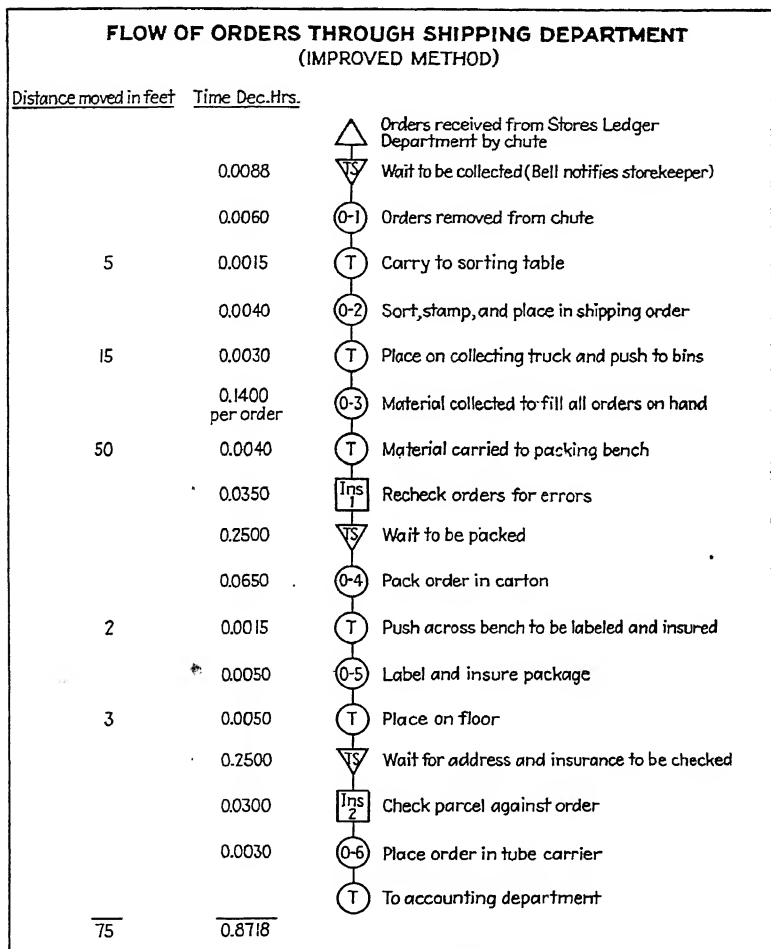 FLOW OF ORDERS THROUGH SHIPPING DEPARTMENT
(IMPROVED METHOD)
Distance moved in feet Time Dec.Hrs.
Orders received from Stores Ledger
Department by chute
0.0088 TS Wait to be collected (Bell notifies storekeeper)
0.0060 O-1 Orders removed from chute
5 0.0015 T Carry to sorting table
0.0040 O-2 Sort, stamp, and place in shipping order
15 0.0030 T Place on collecting truck and push to bins
0.1400
per order O-3 Material collected to fill all orders on hand
50 0.0040 T Material carried to packing bench
0.0350 Ins 1 Recheck orders for errors
0.2500 TS Wait to be packed
0.0650 O-4 Pack order in carton
2 0.0015 T Push across bench to be labeled and insured
0.0050 O-5 Label and insure package
3 0.0050 T Place on floor
0.2500 TS Wait for address and insurance to be checked
0.0300 Ins 2 Check parcel against order
0.0030 O-6 Place order in tube carrier
T To accounting department
75 0.8718